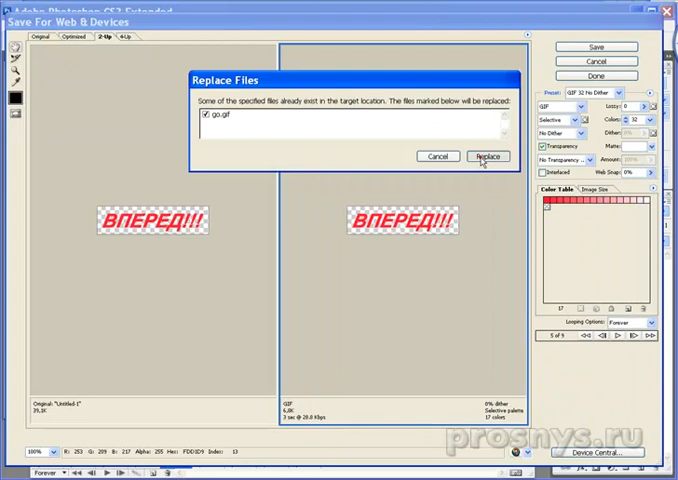 Adobe Photoshop CS3 Extended
Save For Web & Devices
Original Optimized 2-Up 4-Up
Replace Files
Some of the specified files already exist in the target location. The files marked below will be replaced:
go.gif
Cancel Replace
Save
Cancel
Done
Preset: GIF 32 No Dither
GIF Lossy: 0
Selective Colors: 32
No Dither Dither: 0%
Transparency Matte:
No Transparency ... Amount: 100%
Interlaced Web Snap: 0%
Color Table Image Size
17
Looping Options: Forever
5 of 9
ВПЕРЕД!!! ВПЕРЕД!!!
Original: "Untitled-1"
39,1K
GIF
6,8K
3 sec @ 28.8 Kbps
0% dither
Selective palette
17 colors
prosnys.ru
100% R: 253 G: 209 B: 217 Alpha: 255 Hex: FDD1D9 Index: 13
Device Central...
Forever